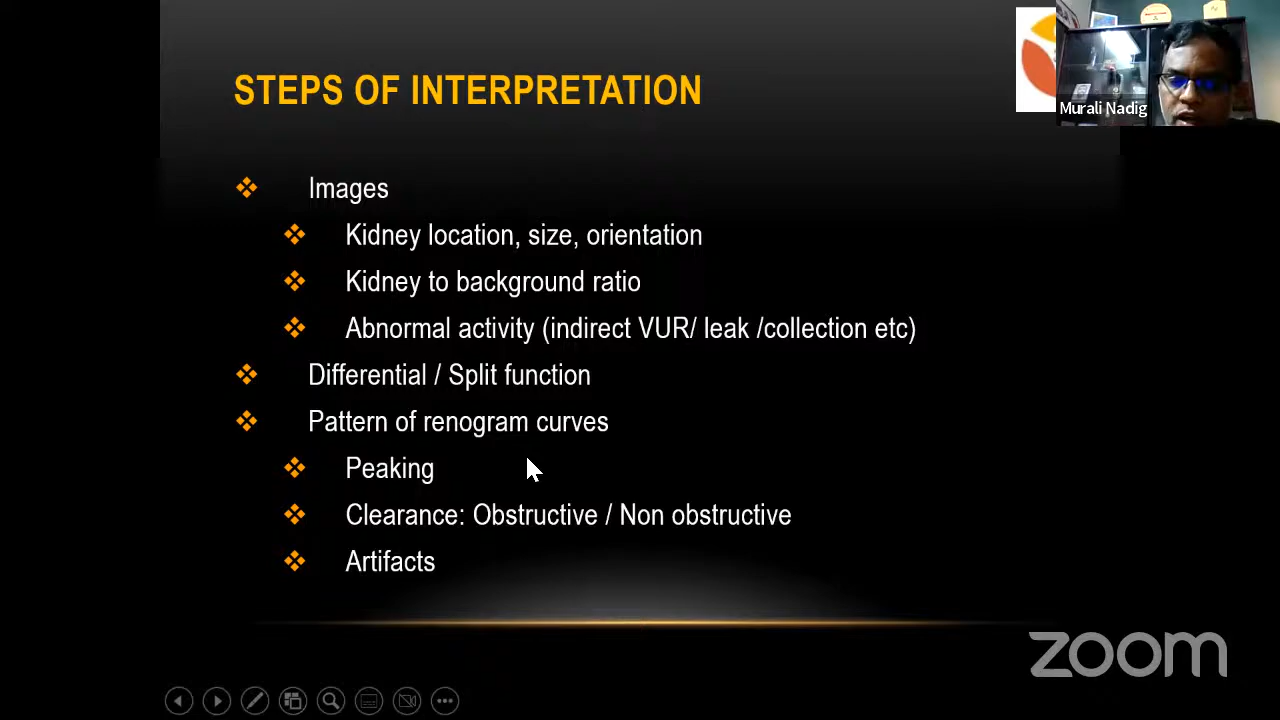 STEPS OF INTERPRETATION
Murali Nadig
Images
Kidney location, size, orientation
Kidney to background ratio
Abnormal activity (indirect VUR/ leak /collection etc)
Differential / Split function
Pattern of renogram curves
Peaking
Clearance: Obstructive / Non obstructive
Artifacts
zoom